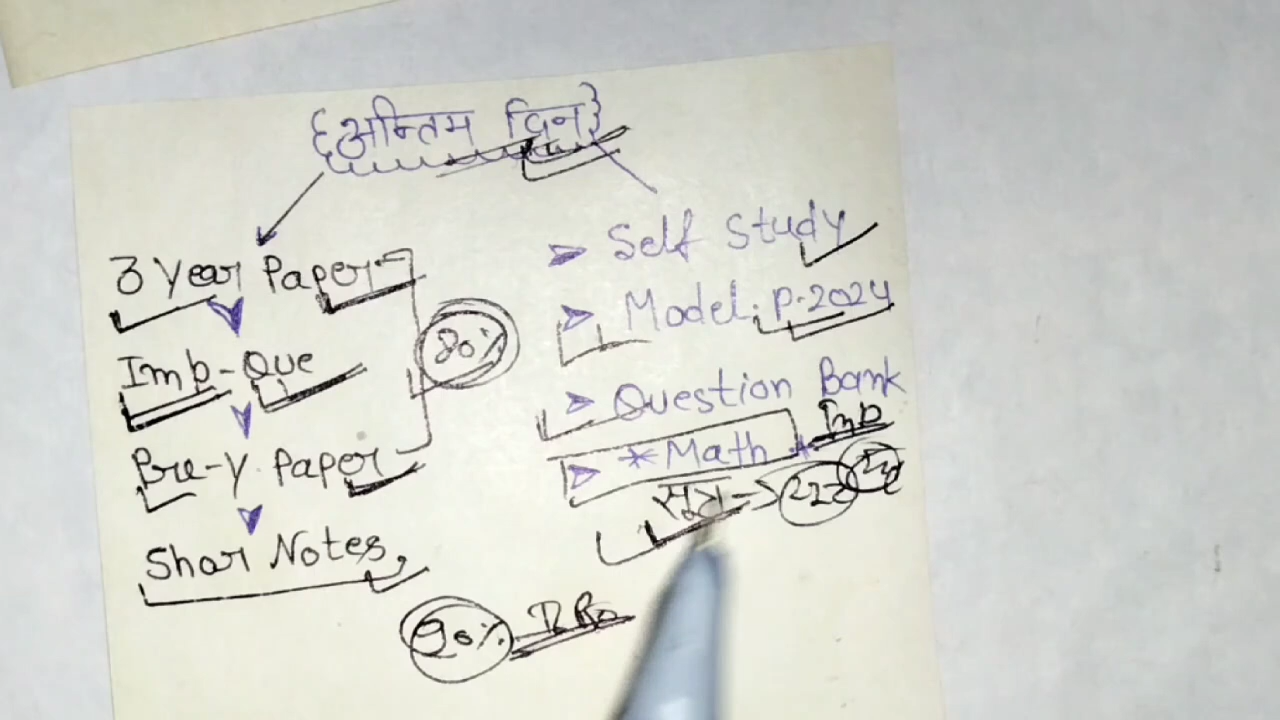 {अन्तिम दिन}
3 Year Paper
Imb-Que
Pre-Y. Paper
80%
Shor Notes,
90%
Self Study
Model. P-2024
Question Bank
*Math Imp
सूत्र